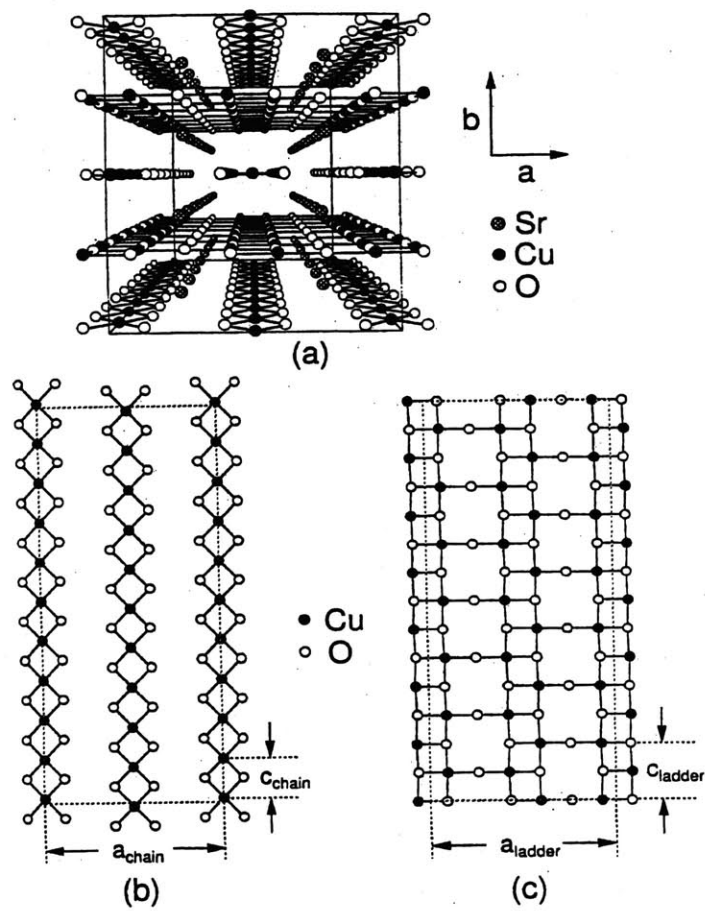 b
a
Sr
Cu
O
(a)
Cu
O
c_chain
c_ladder
a_chain
a_ladder
(b)
(c)